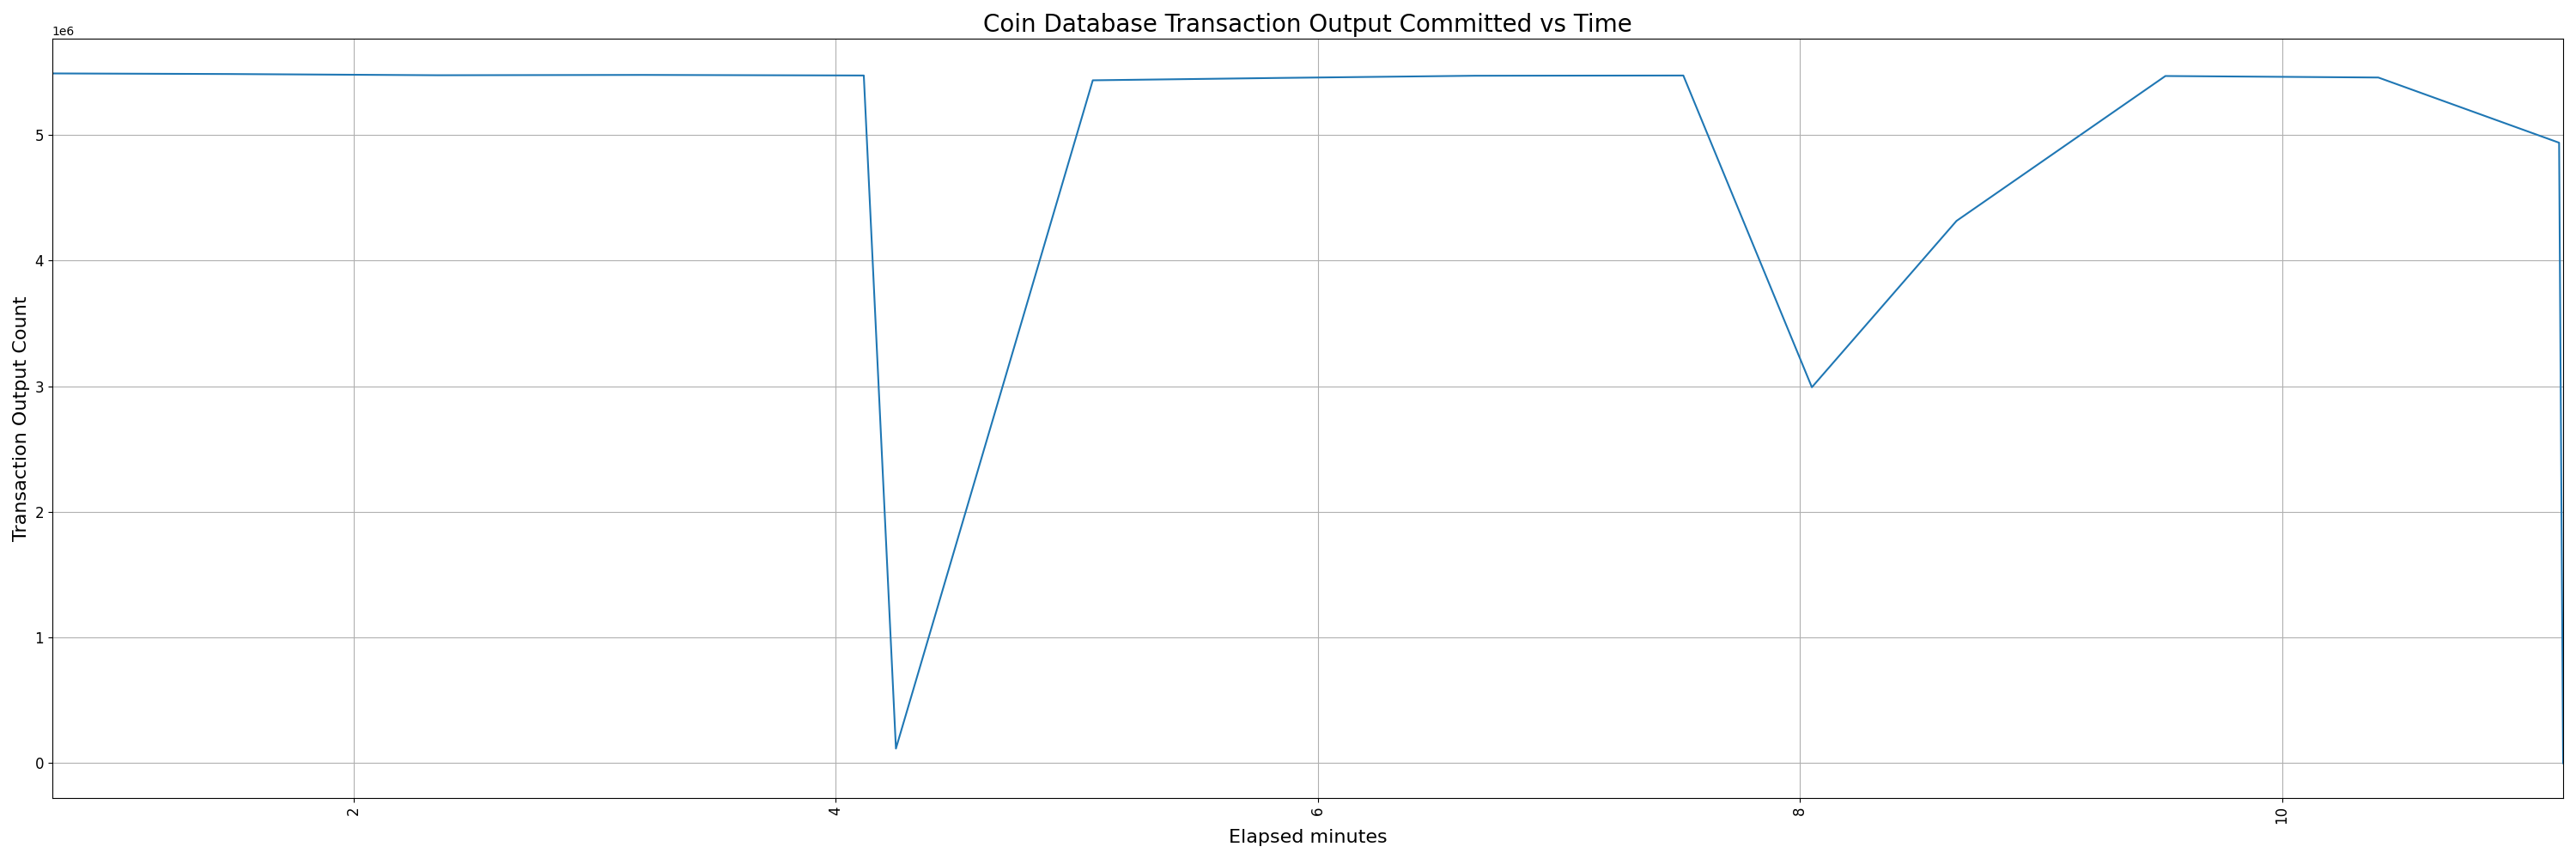 Coin Database Transaction Output Committed vs Time
1e6
5
4
3
2
1
0
Transaction Output Count
2
4
6
8
10
Elapsed minutes